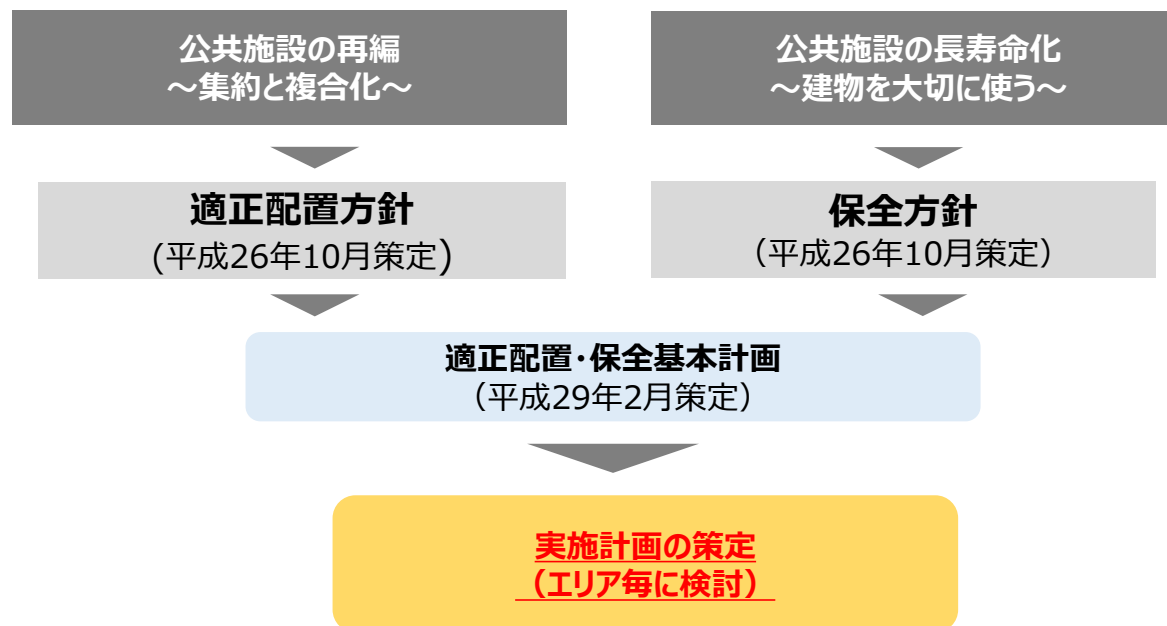 公共施設の再編
～集約と複合化～
公共施設の長寿命化
～建物を大切に使う～
適正配置方針
(平成26年10月策定)
保全方針
（平成26年10月策定）
適正配置・保全基本計画
（平成29年2月策定）
実施計画の策定
（エリア毎に検討）